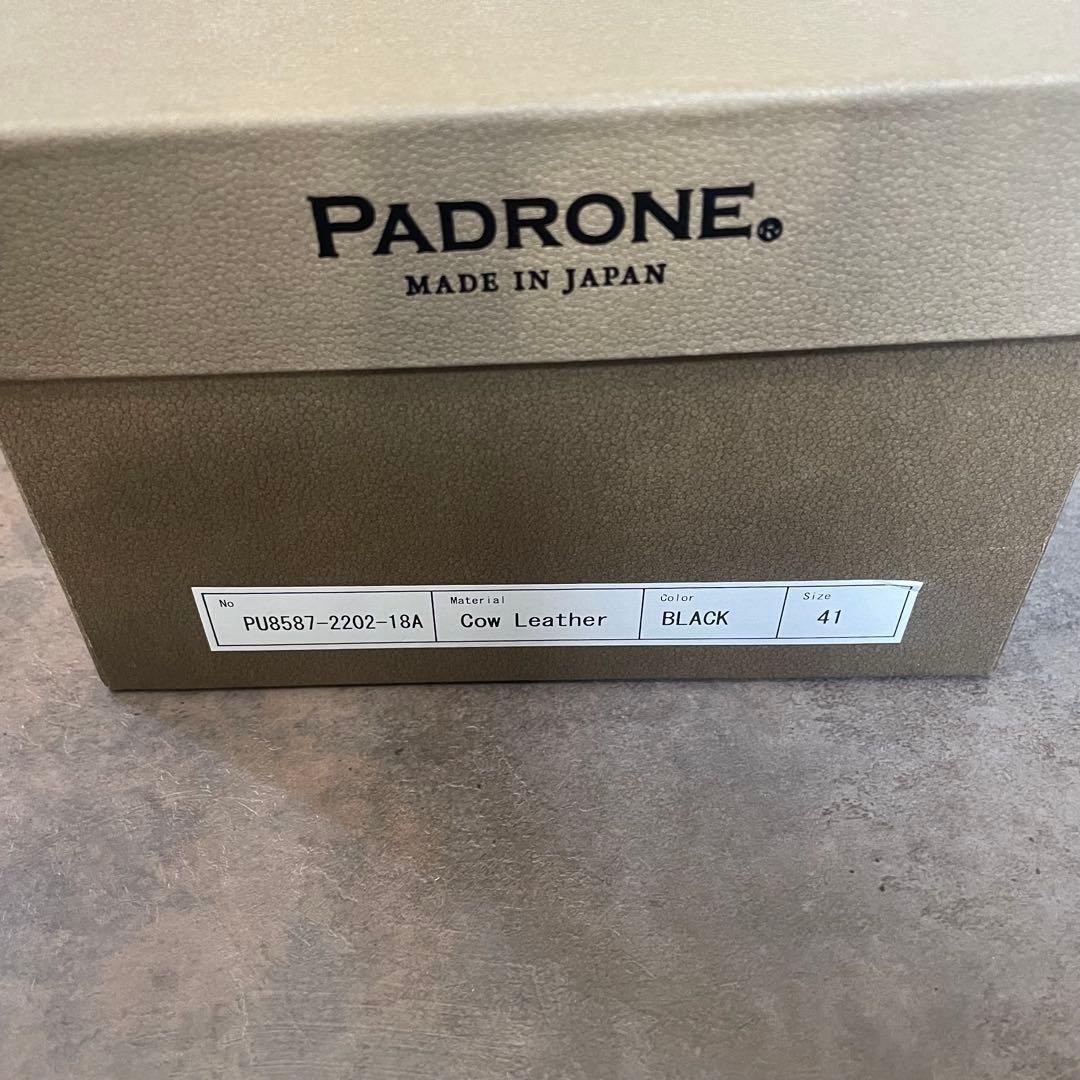 PADRONE®
MADE IN JAPAN
No Material Color Size
PU8587-2202-18A Cow Leather BLACK 41